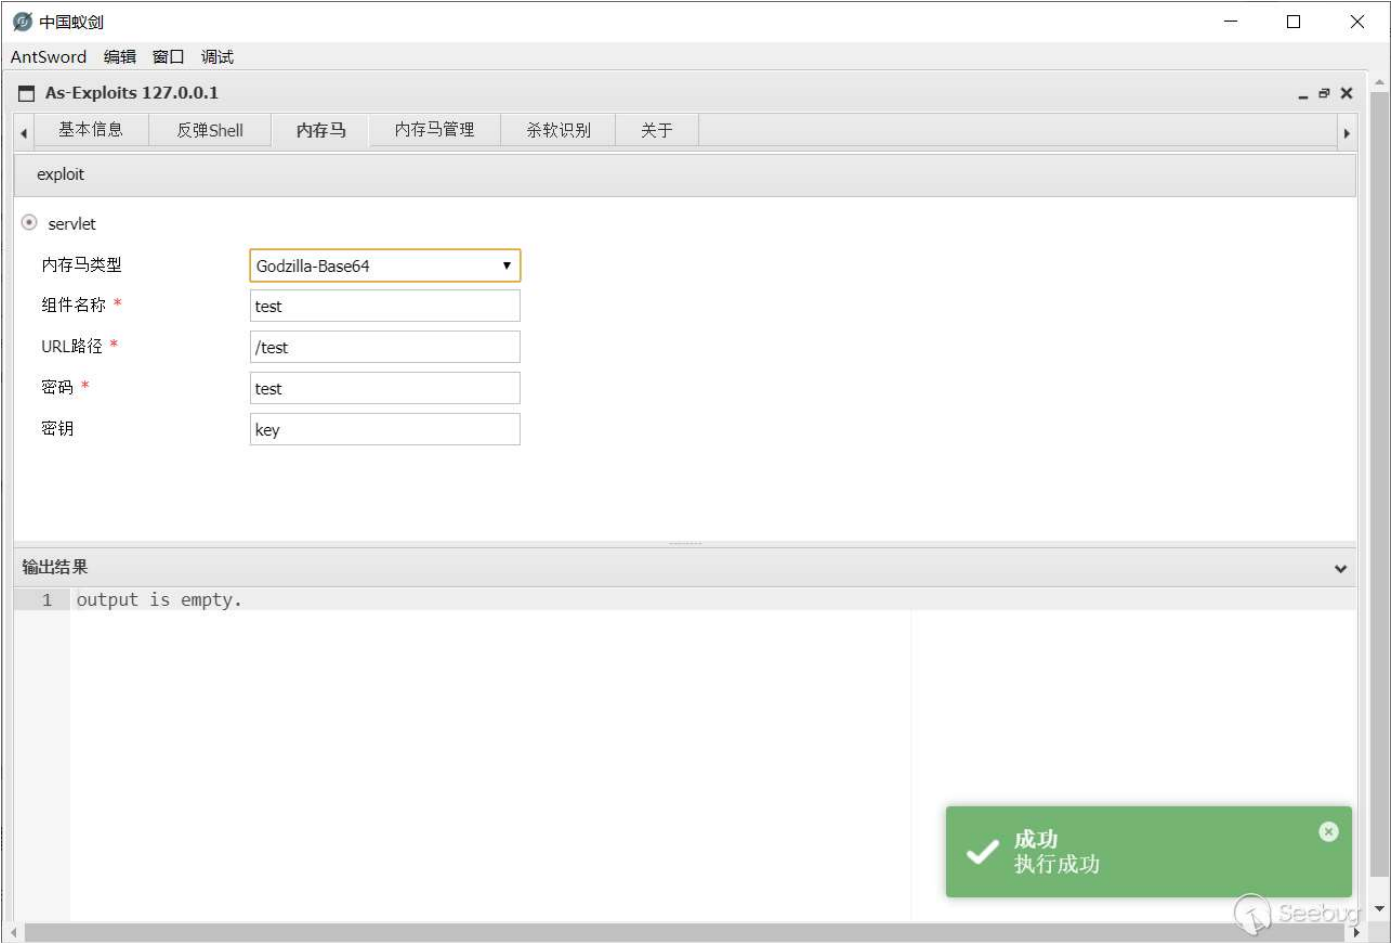 中国蚁剑
AntSword 编辑 窗口 调试
As-Exploits 127.0.0.1
基本信息 反弹Shell 内存马 内存马管理 杀软识别 关于
exploit
servlet
内存马类型 Godzilla-Base64
组件名称 * test
URL路径 * /test
密码 * test
密钥 key
输出结果
1 output is empty.
成功
执行成功
Seebug